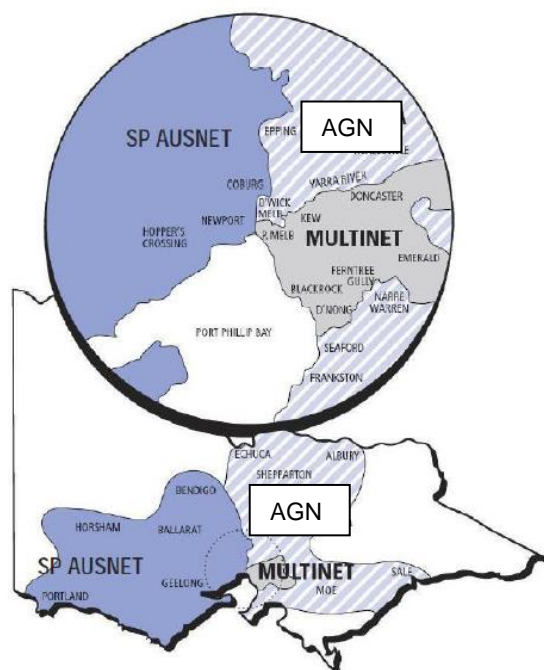 SP AUSNET
AGN
EPPING
COBURG
YARRA RIVER
DONCASTER
B'WICK
MELB
KEW
NEWPORT
P. MELB
MULTINET
HOPPER'S
CROSSING
EMERALD
FERNTREE
GULLY
BLACKROCK
NARRE
WARREN
D'NONG
PORT PHILLIP BAY
SEAFORD
FRANKSTON
ECHUCA
ALBURY
SHEPPARTON
BENDIGO
AGN
HORSHAM
BALLARAT
SP AUSNET
MULTINET
GEELONG
SALE
MOE
PORTLAND